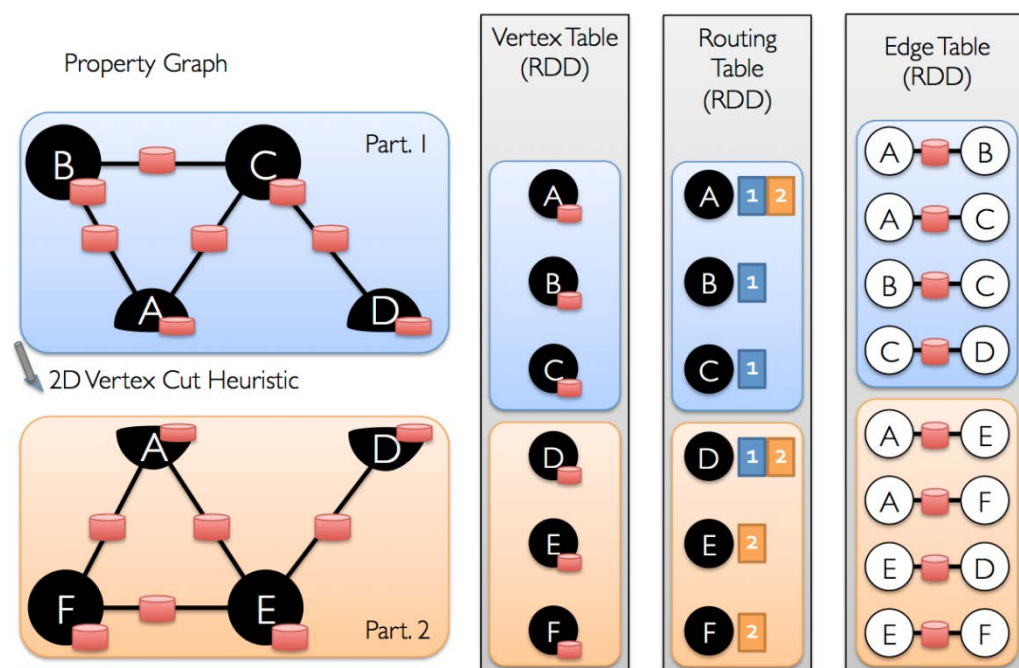 Property Graph
Part. 1
B
C
A
D
2D Vertex Cut Heuristic
A
D
F
E
Part. 2
Vertex Table
(RDD)
A
B
C
D
E
F
Routing
Table
(RDD)
A 1 2
B 1
C 1
D 1 2
E 2
F 2
Edge Table
(RDD)
A B
A C
B C
C D
A E
A F
E D
E F